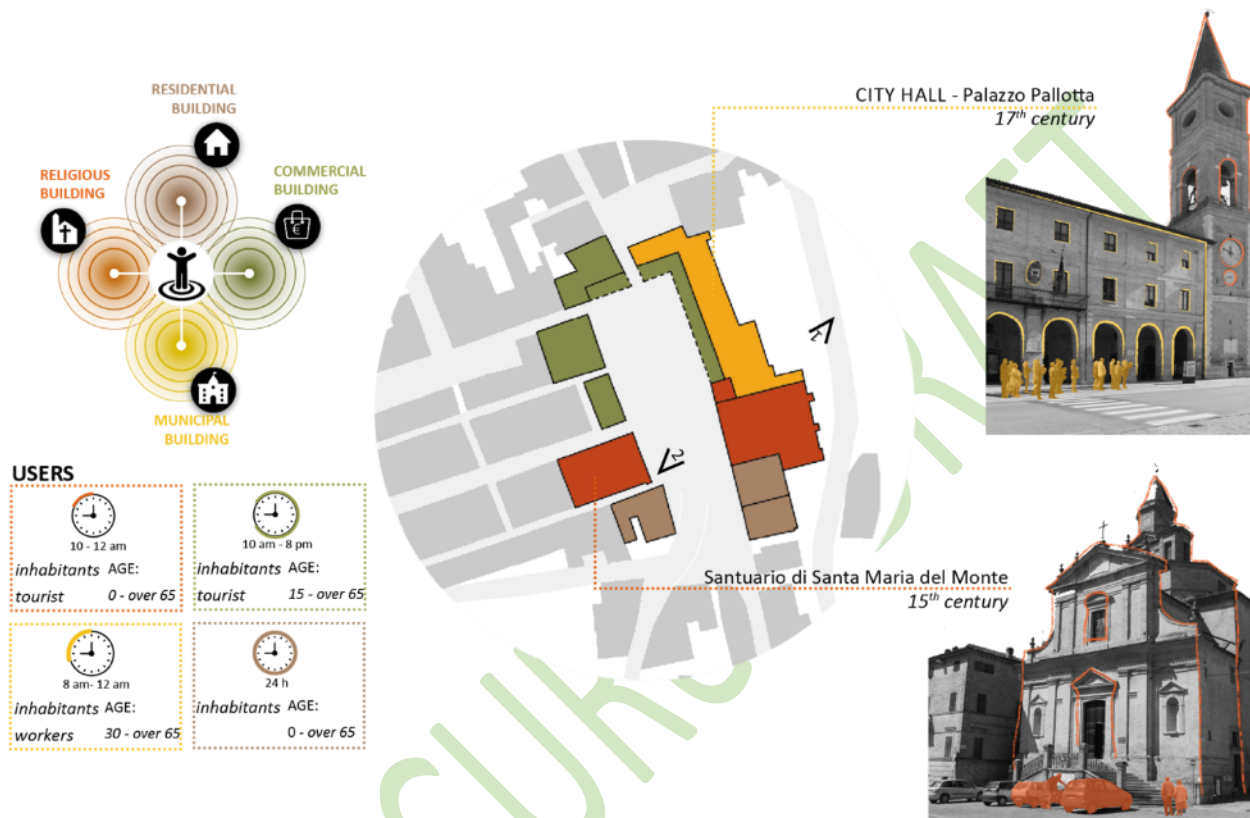 RESIDENTIAL
BUILDING
RELIGIOUS
BUILDING
COMMERCIAL
BUILDING
€
MUNICIPAL
BUILDING
CITY HALL - Palazzo Pallotta
17th century
1
2
Santuario di Santa Maria del Monte
15th century
USERS
10 - 12 am
inhabitants AGE:
tourist 0 - over 65
10 am - 8 pm
inhabitants AGE:
tourist 15 - over 65
8 am- 12 am
inhabitants AGE:
workers 30 - over 65
24 h
inhabitants AGE:
0 - over 65